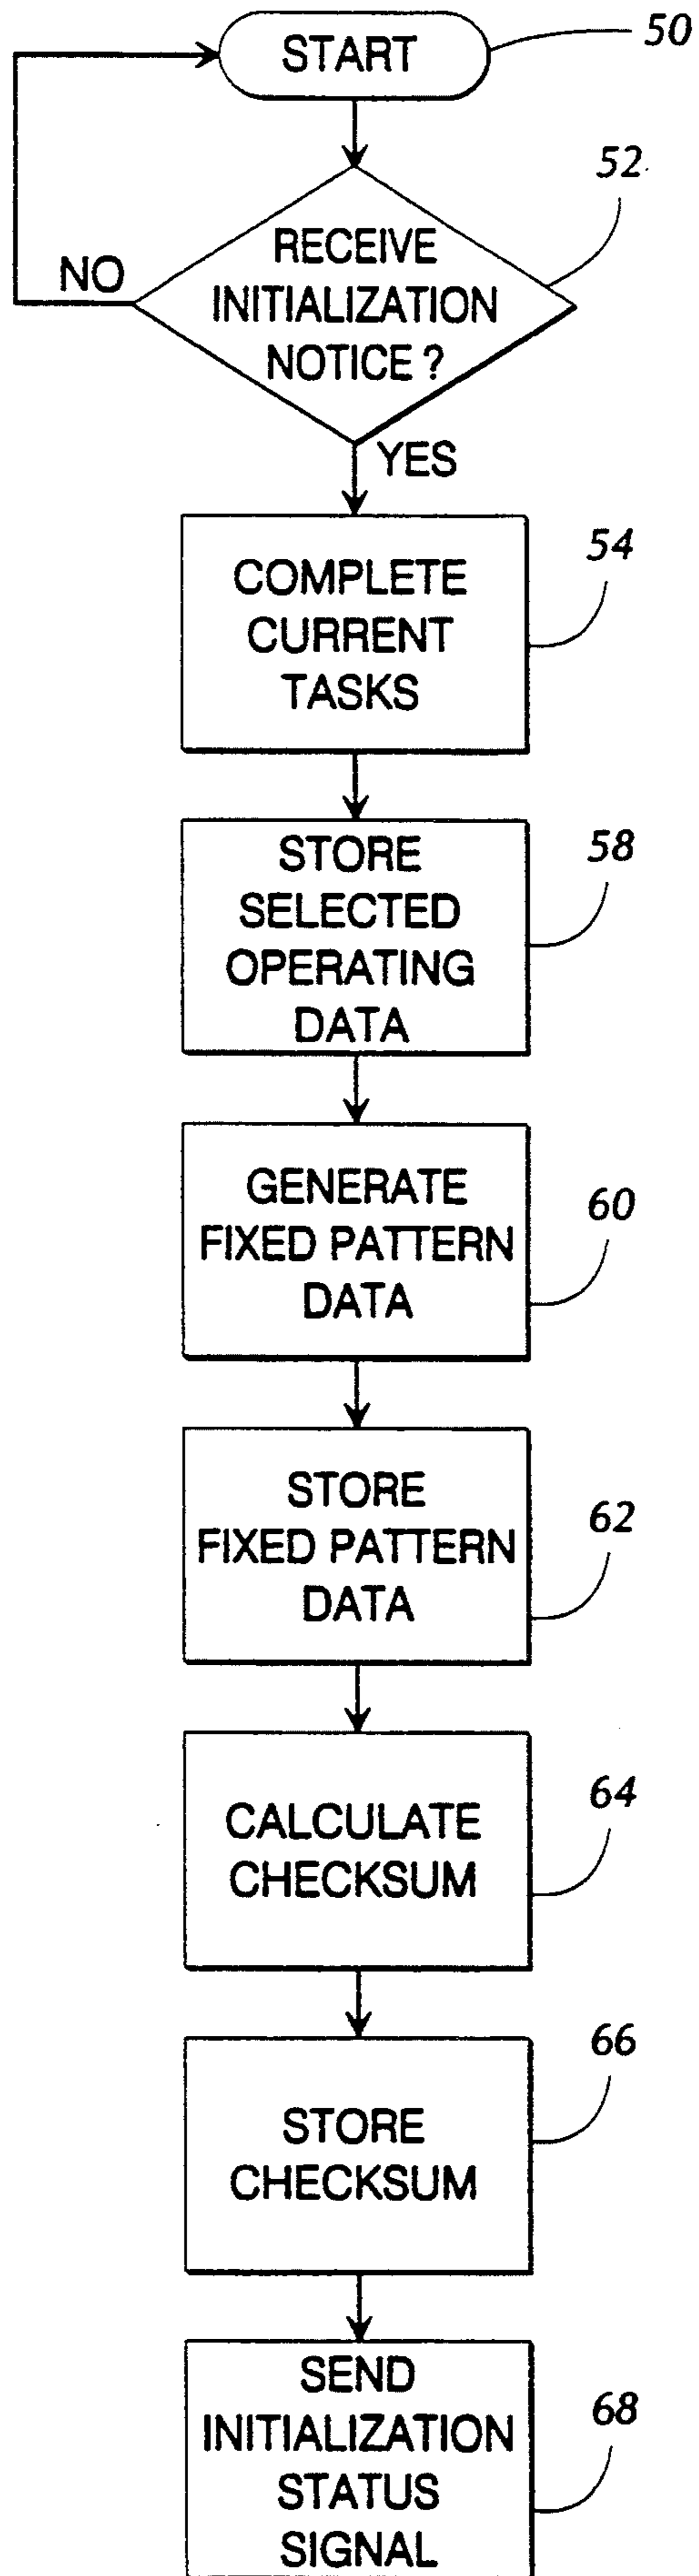 START
50
52
RECEIVE
INITIALIZATION
NOTICE ?
NO
YES
COMPLETE
CURRENT
TASKS
54
STORE
SELECTED
OPERATING
DATA
58
GENERATE
FIXED PATTERN
DATA
60
STORE
FIXED PATTERN
DATA
62
CALCULATE
CHECKSUM
64
STORE
CHECKSUM
66
SEND
INITIALIZATION
STATUS
SIGNAL
68